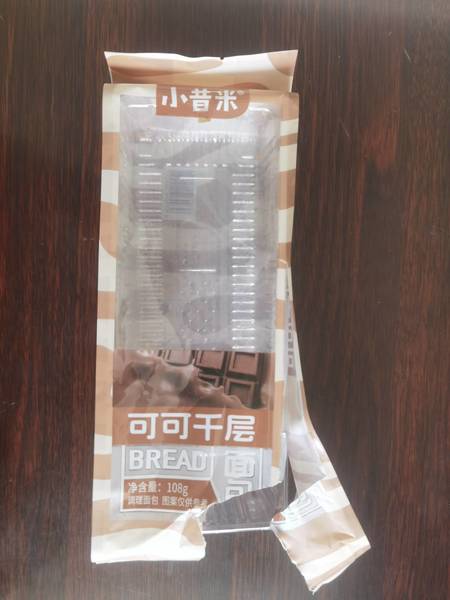 小昔米®
可可千层
BREAD 面
净含量：108g
调理面包 图案仅供参考